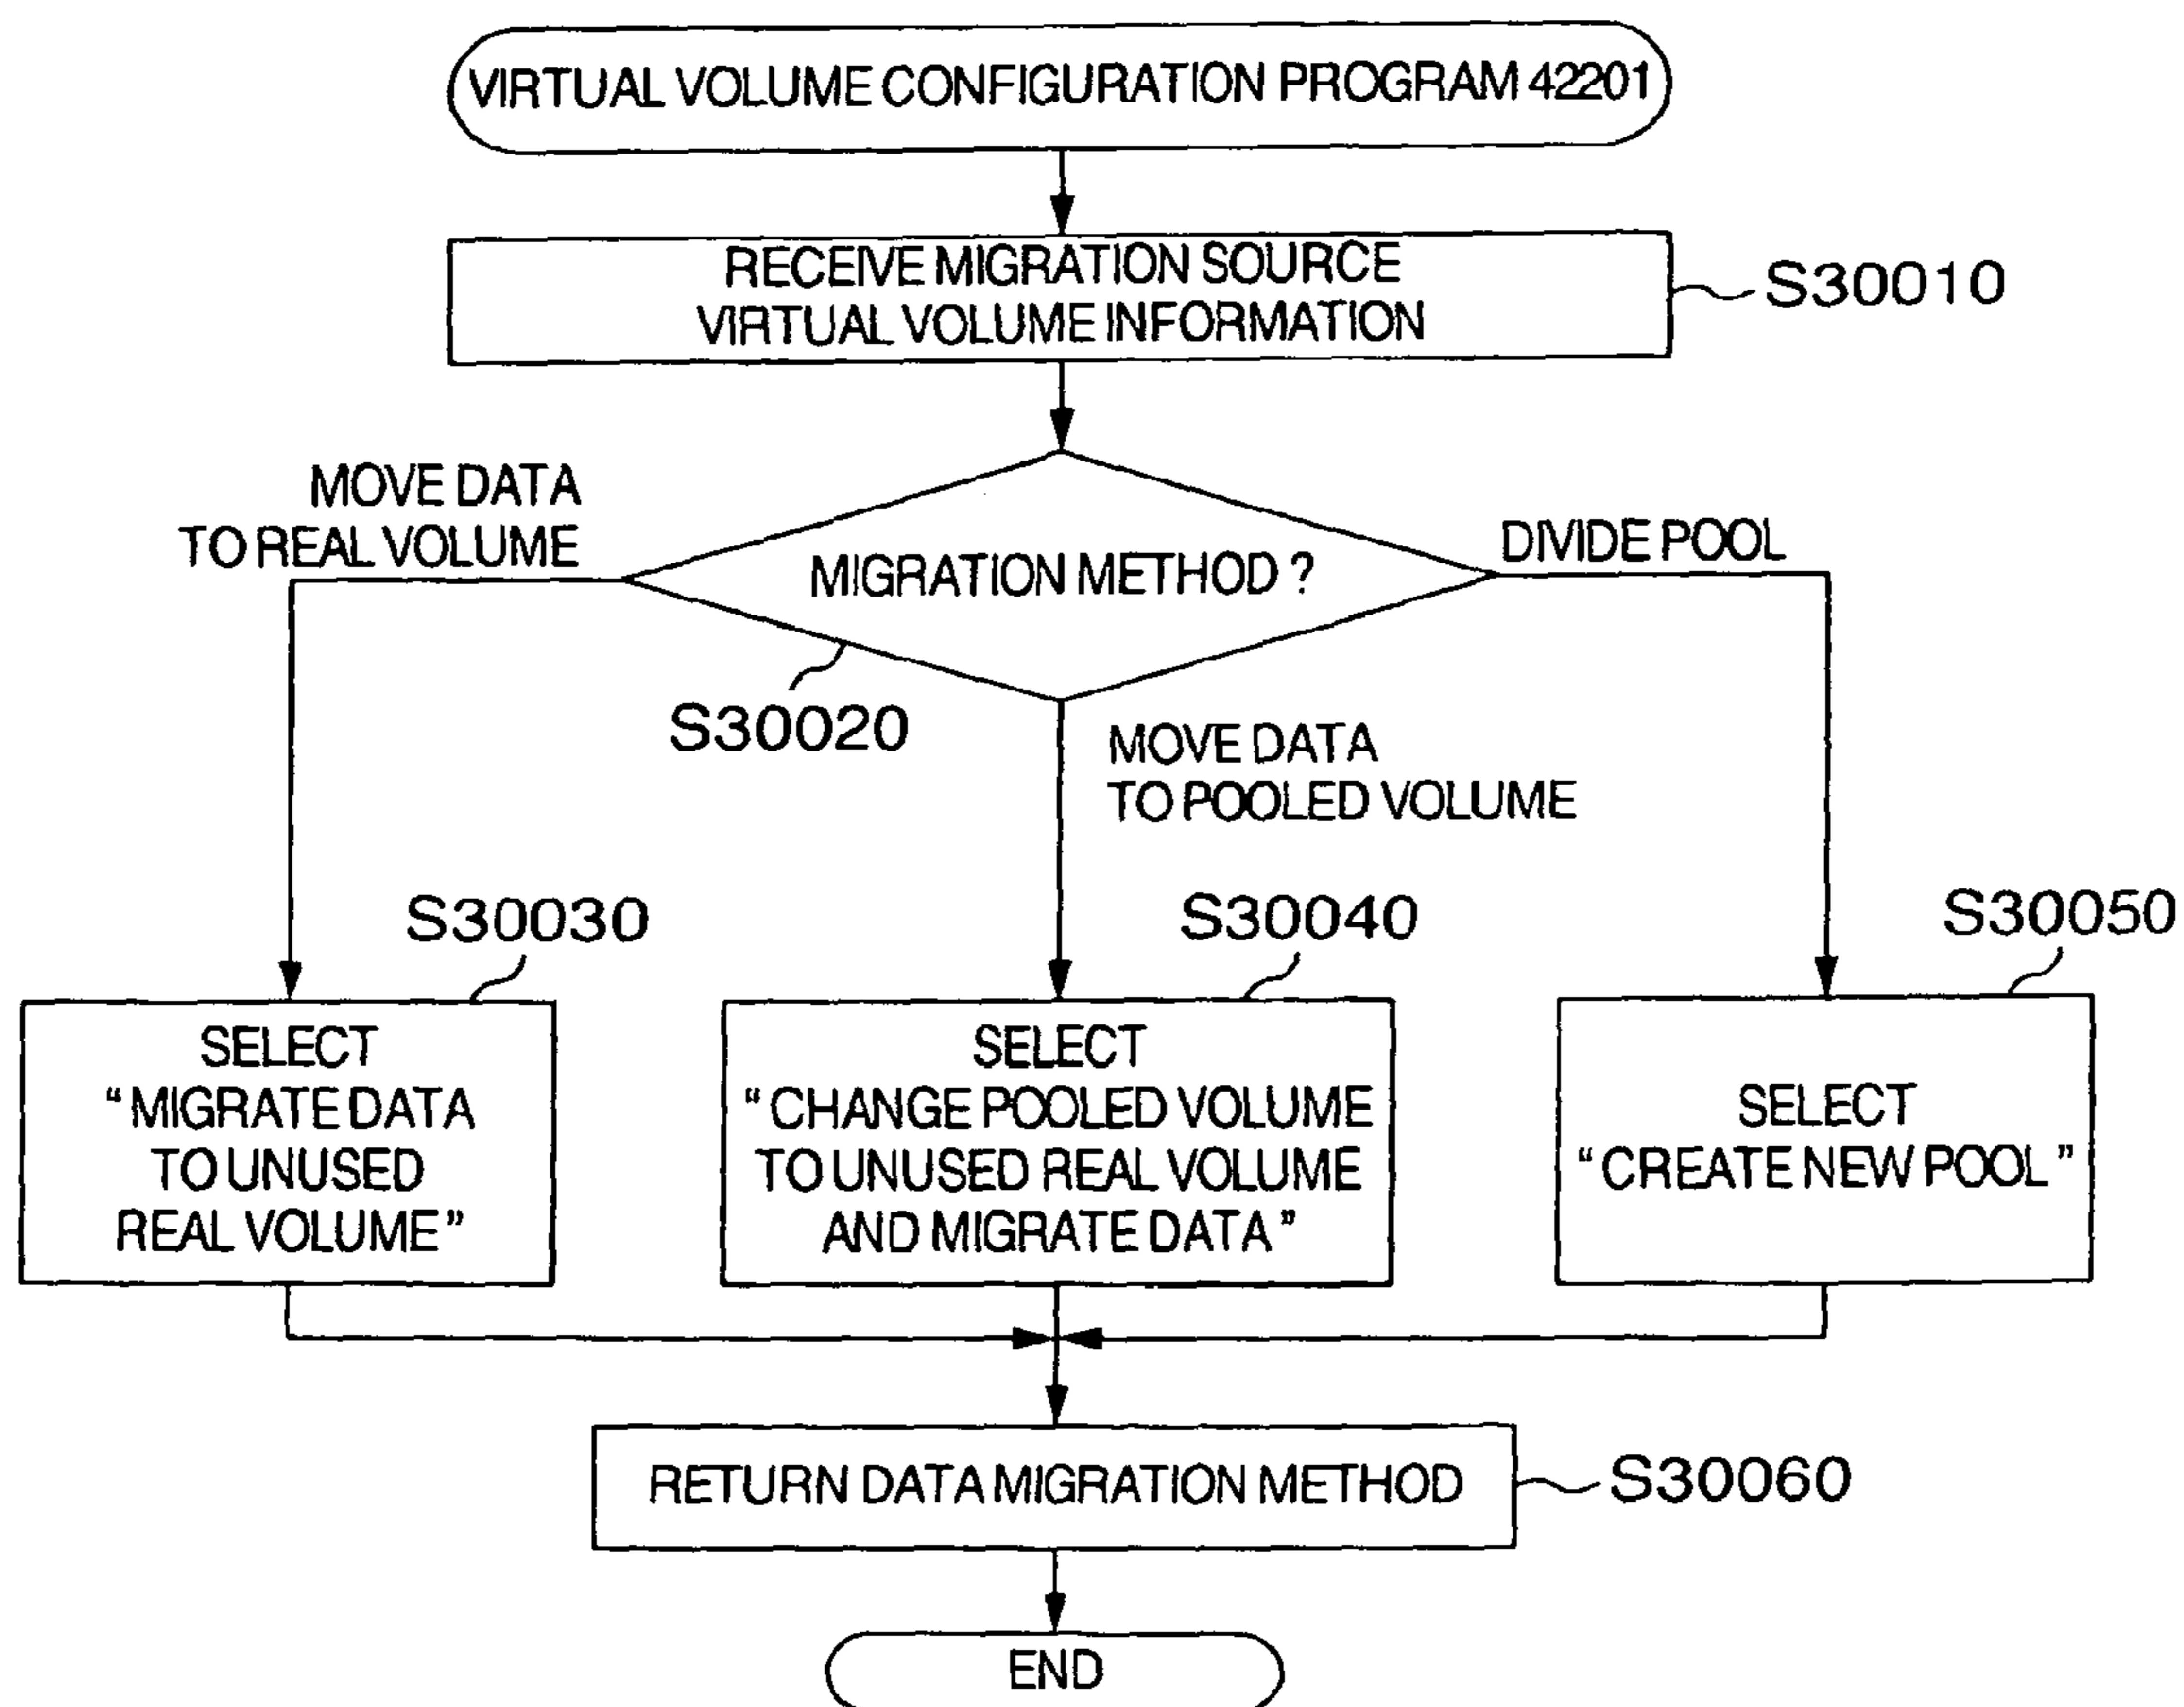 VIRTUAL VOLUME CONFIGURATION PROGRAM 42201
RECEIVE MIGRATION SOURCE
VIRTUAL VOLUME INFORMATION
S30010
MOVE DATA
TO REAL VOLUME
MIGRATION METHOD ?
DIVIDE POOL
S30020
MOVE DATA
TO POOLED VOLUME
S30030
SELECT
“MIGRATE DATA
TO UNUSED
REAL VOLUME”
S30040
SELECT
“CHANGE POOLED VOLUME
TO UNUSED REAL VOLUME
AND MIGRATE DATA”
S30050
SELECT
“CREATE NEW POOL”
RETURN DATA MIGRATION METHOD
S30060
END